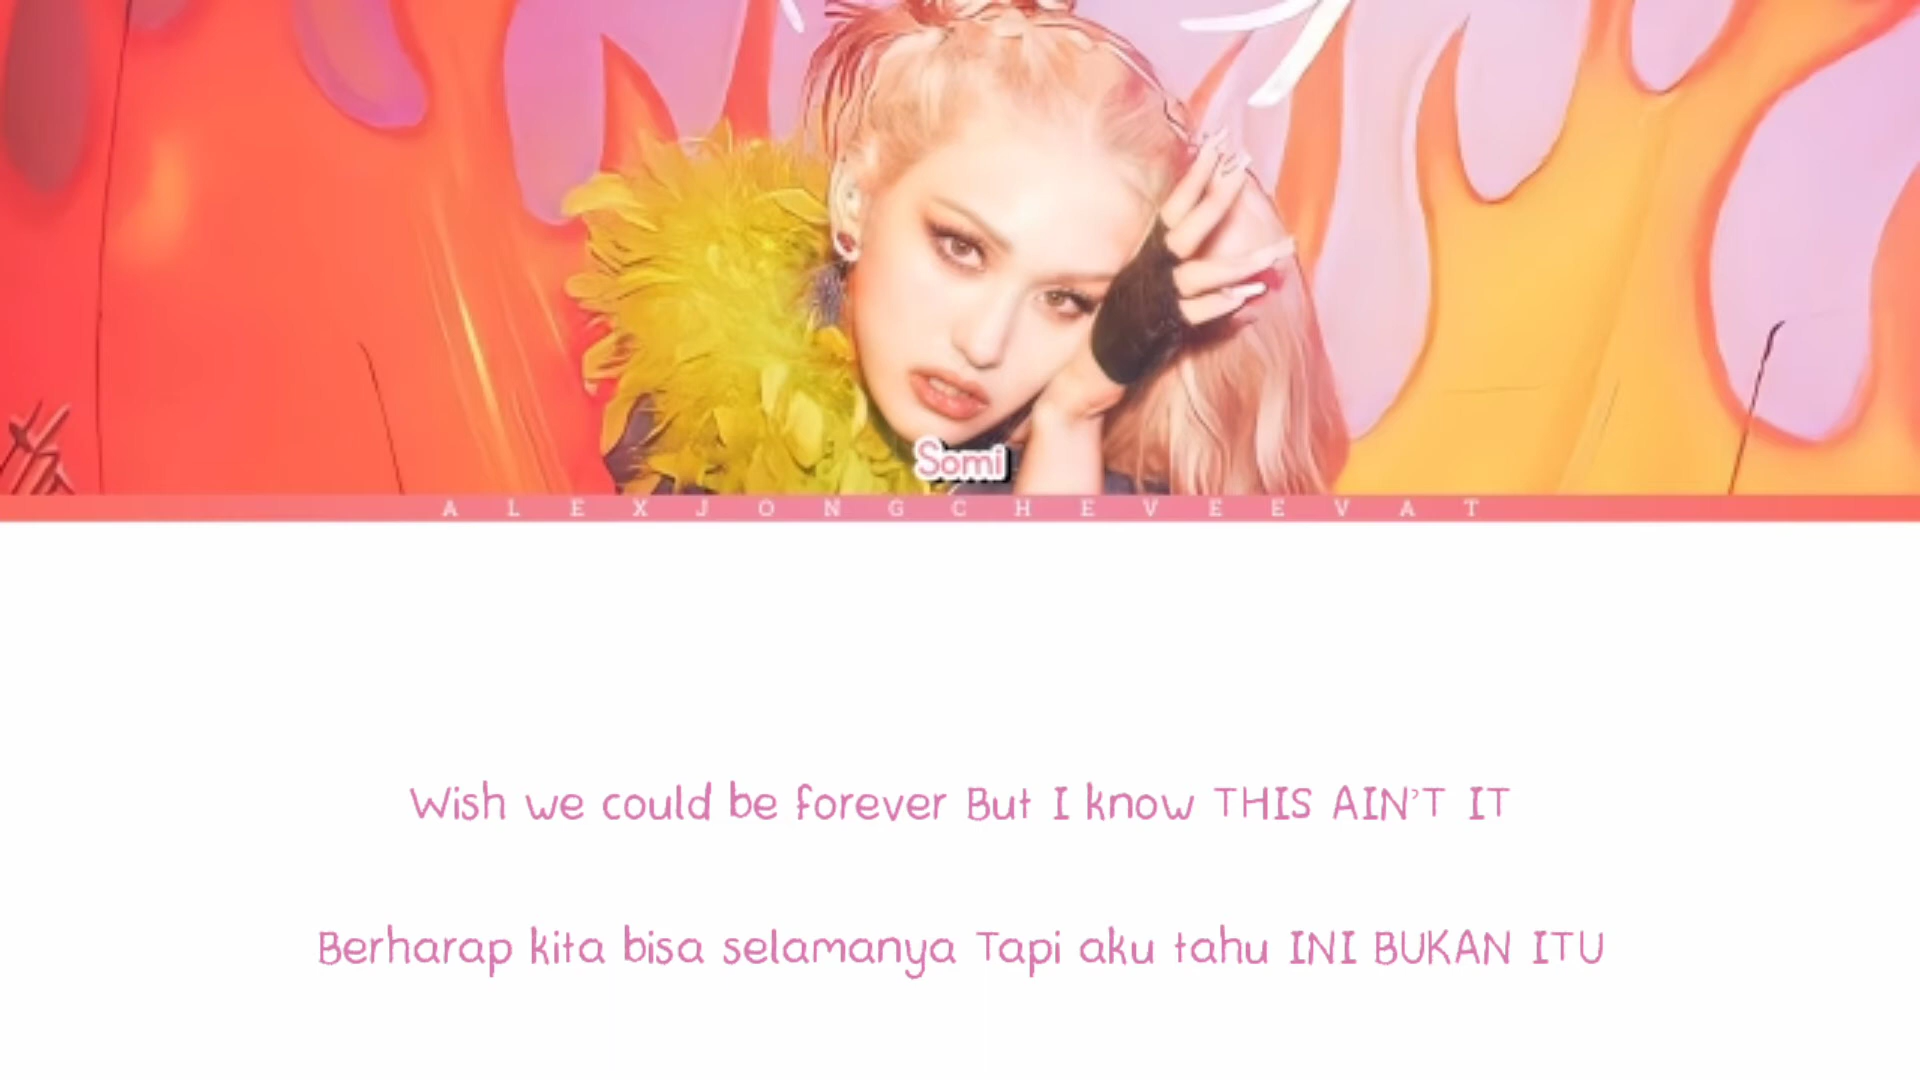 Somi
ALEXJONGCHEVEEVAT
Wish we could be forever But I know THIS AIN'T IT
Berharap kita bisa selamanya Tapi aku tahu INI BUKAN ITU